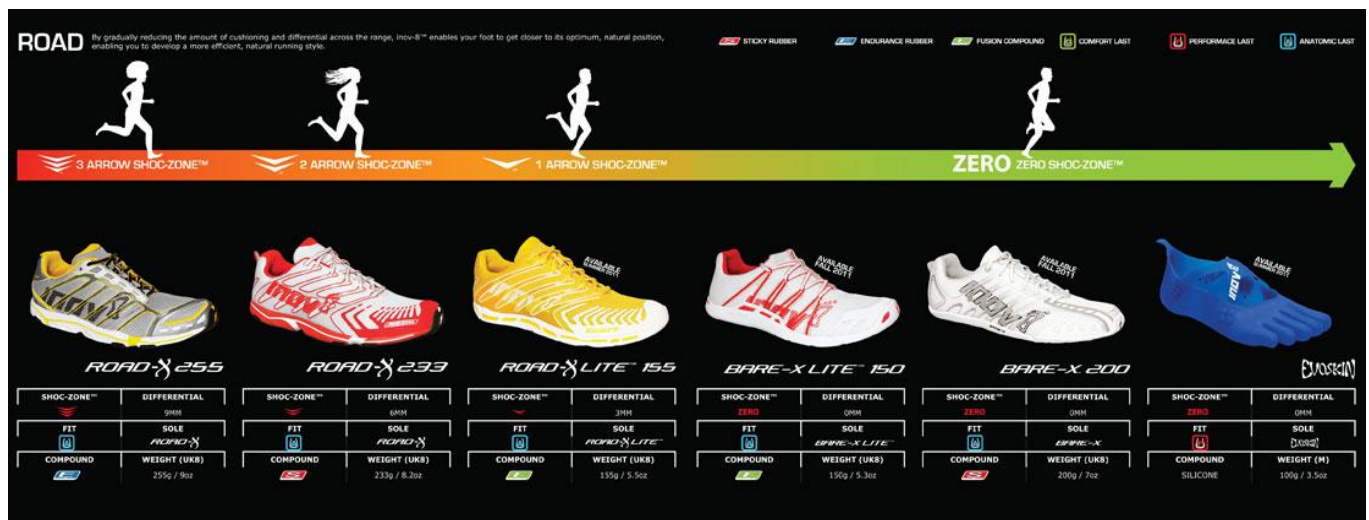 ROAD
By gradually reducing the amount of cushioning and differential across the range, inov-8™ enables your foot to get closer to its optimum, natural position,
enabling you to develop a more efficient, natural running style.
STICKY RUBBER
ENDURANCE RUBBER
FUSION COMPOUND
COMFORT LAST
PERFORMACE LAST
ANATOMIC LAST
3 ARROW SHOC-ZONE™
2 ARROW SHOC-ZONE™
1 ARROW SHOC-ZONE™
ZERO ZERO SHOC-ZONE™
AVAILABLE
SUMMER 2011
AVAILABLE
FALL 2011
AVAILABLE
FALL 2011
AVAILABLE
SUMMER 2011
ROAD-X 255
SHOC-ZONE™ DIFFERENTIAL
9MM
FIT SOLE
ROAD-X
COMPOUND WEIGHT (UK8)
E 255g / 9oz
ROAD-X 233
SHOC-ZONE™ DIFFERENTIAL
6MM
FIT SOLE
ROAD-X
COMPOUND WEIGHT (UK8)
S 233g / 8.2oz
ROAD-X LITE™ 155
SHOC-ZONE™ DIFFERENTIAL
3MM
FIT SOLE
ROAD-X LITE™
COMPOUND WEIGHT (UK8)
155g / 5.5oz
BARE-X LITE™ 150
SHOC-ZONE™ DIFFERENTIAL
ZERO 0MM
FIT SOLE
BARE-X LITE™
COMPOUND WEIGHT (UK8)
150g / 5.3oz
BARE-X 200
SHOC-ZONE™ DIFFERENTIAL
ZERO 0MM
FIT SOLE
BARE-X
COMPOUND WEIGHT (UK8)
S 200g / 7oz
EVOSKIN
SHOC-ZONE™ DIFFERENTIAL
ZERO 0MM
FIT SOLE
EVOSKIN
COMPOUND WEIGHT (M)
SILICONE 100g / 3.5oz